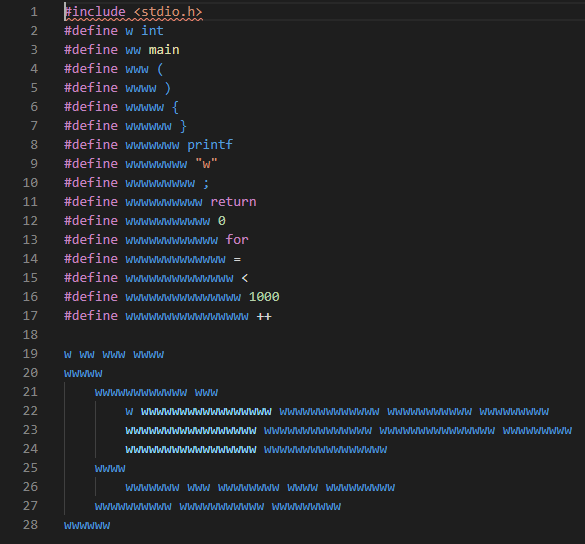 1 #include <stdio.h>
2 #define w int
3 #define ww main
4 #define www (
5 #define wwww )
6 #define wwwww {
7 #define wwwwww }
8 #define wwwwwww printf
9 #define wwwwwwww "w"
10 #define wwwwwwwww ;
11 #define wwwwwwwwww return
12 #define wwwwwwwwwww 0
13 #define wwwwwwwwwwww for
14 #define wwwwwwwwwwwww =
15 #define wwwwwwwwwwwwww <
16 #define wwwwwwwwwwwwwww 1000
17 #define wwwwwwwwwwwwwwww ++
18
19 w ww www wwww
20 wwwww
21 wwwwwwwwwwww www
22 w wwwwwwwwwwwwwwwww wwwwwwwwwwwww wwwwwwwwwww wwwwwwwww
23 wwwwwwwwwwwwwwwww wwwwwwwwwwwwww wwwwwwwwwwwwwww wwwwwwwww
24 wwwwwwwwwwwwwwwww wwwwwwwwwwwwwwww
25 wwww
26 wwwwwww www wwwwwwww wwww wwwwwwwww
27 wwwwwwwwww wwwwwwwwwww wwwwwwwww
28 wwwwww